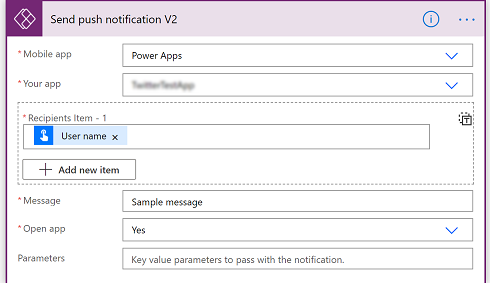 Send push notification V2
* Mobile app
Power Apps
* Your app
* Recipients Item - 1
User name ×
+ Add new item
* Message
Sample message
* Open app
Yes
Parameters
Key value parameters to pass with the notification.